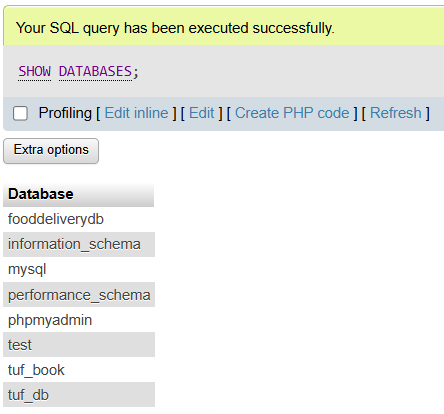 Your SQL query has been executed successfully.
SHOW DATABASES;
Profiling [ Edit inline ] [ Edit ] [ Create PHP code ] [ Refresh ]
Extra options
Database
fooddeliverydb
information_schema
mysql
performance_schema
phpmyadmin
test
tuf_book
tuf_db